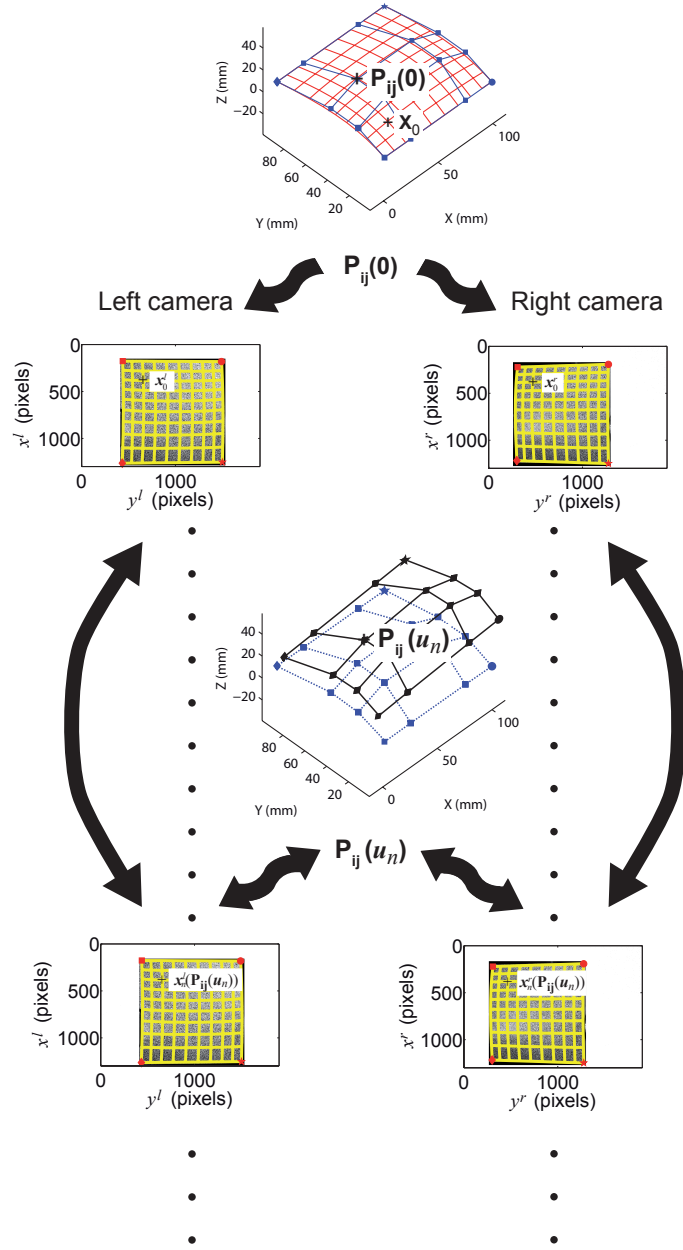 40
20
0
−20
Z (mm)
P_ij(0)
X_0
80
60
40
20
Y (mm)
100
50
0
X (mm)
P_ij(0)
Left camera
Right camera
0
500
1000
x^l (pixels)
x_0^l
0
1000
y^l (pixels)
0
500
1000
x^r (pixels)
x_0^r
0
1000
y^r (pixels)
40
20
0
−20
Z (mm)
P_ij (u_n)
80
60
40
20
Y (mm)
100
50
0
X (mm)
P_ij (u_n)
0
500
1000
x^l (pixels)
x_n^l(P_ij(u_n))
0
1000
y^l (pixels)
0
500
1000
x^r (pixels)
x_n^r(P_ij(u_n))
0
1000
y^r (pixels)